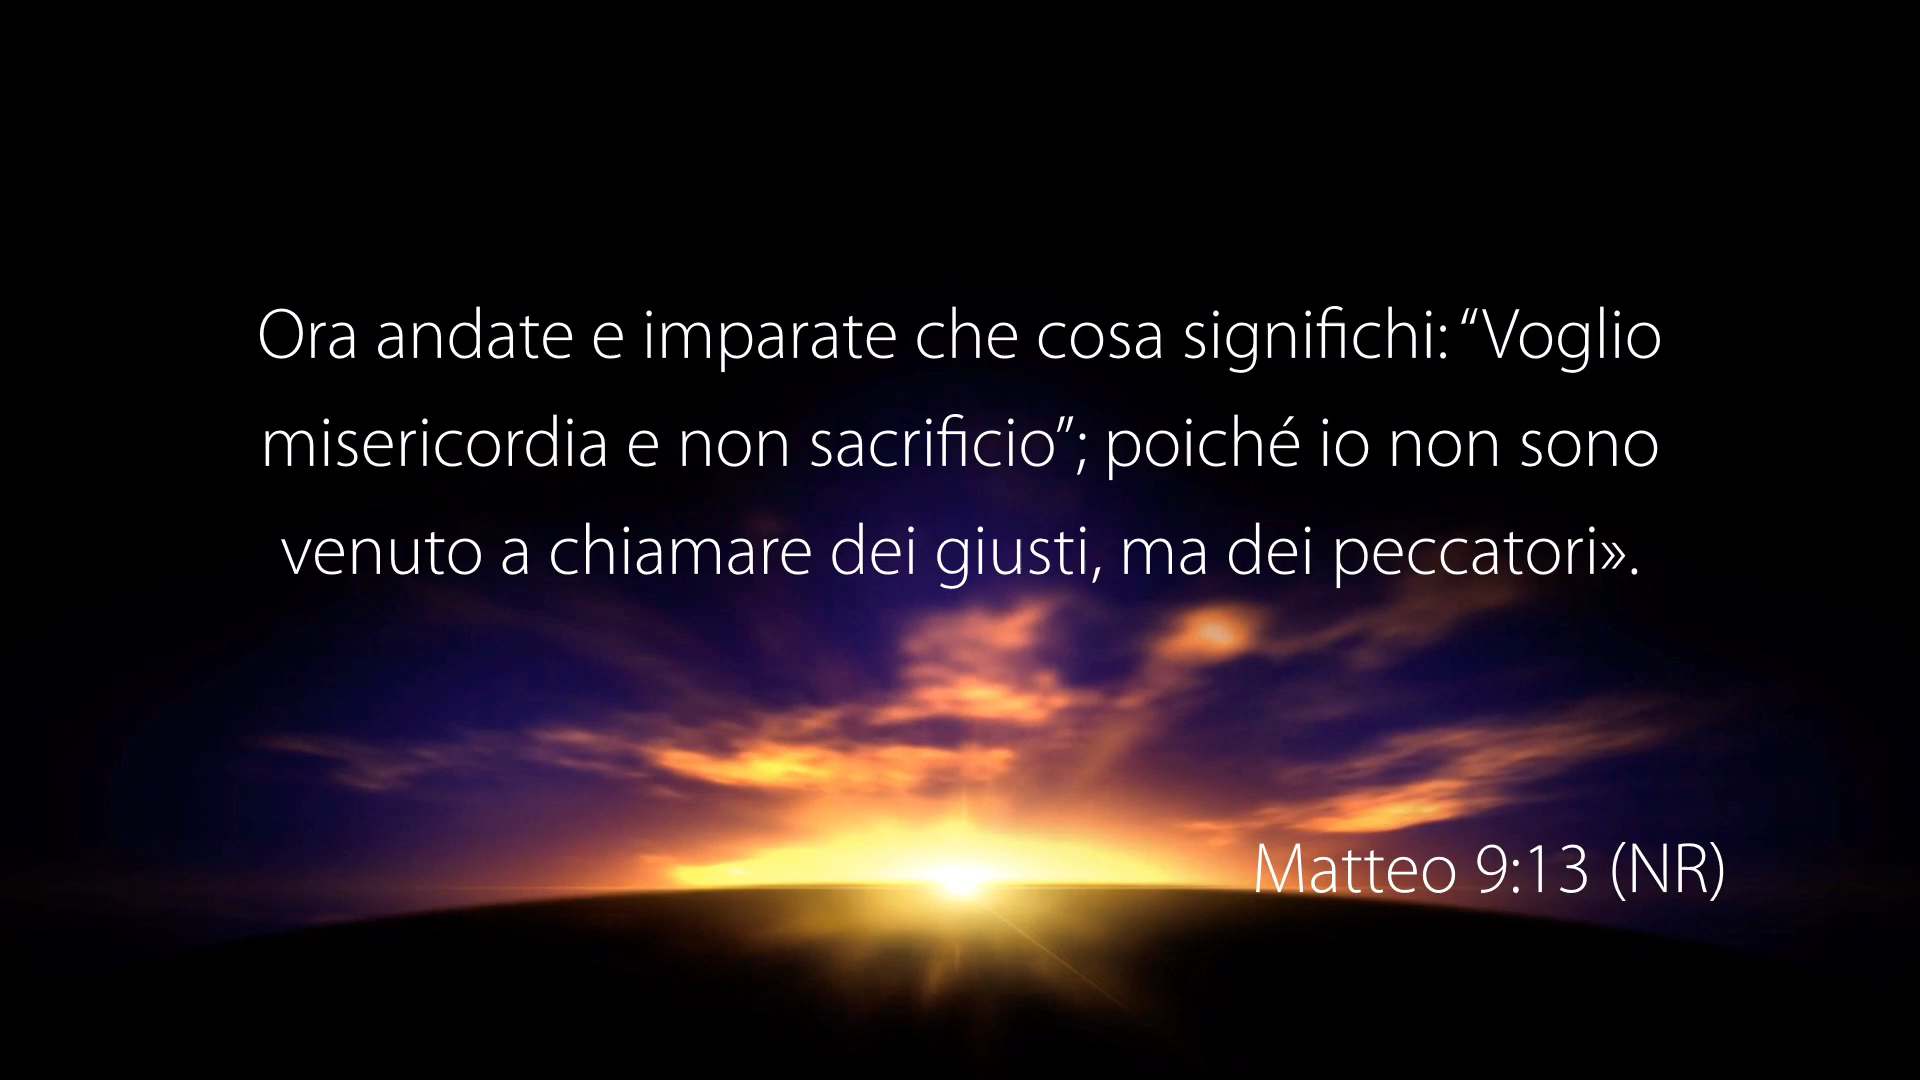 Ora andate e imparate che cosa significhi: “Voglio
misericordia e non sacrificio”; poiché io non sono
venuto a chiamare dei giusti, ma dei peccatori».
Matteo 9:13 (NR)